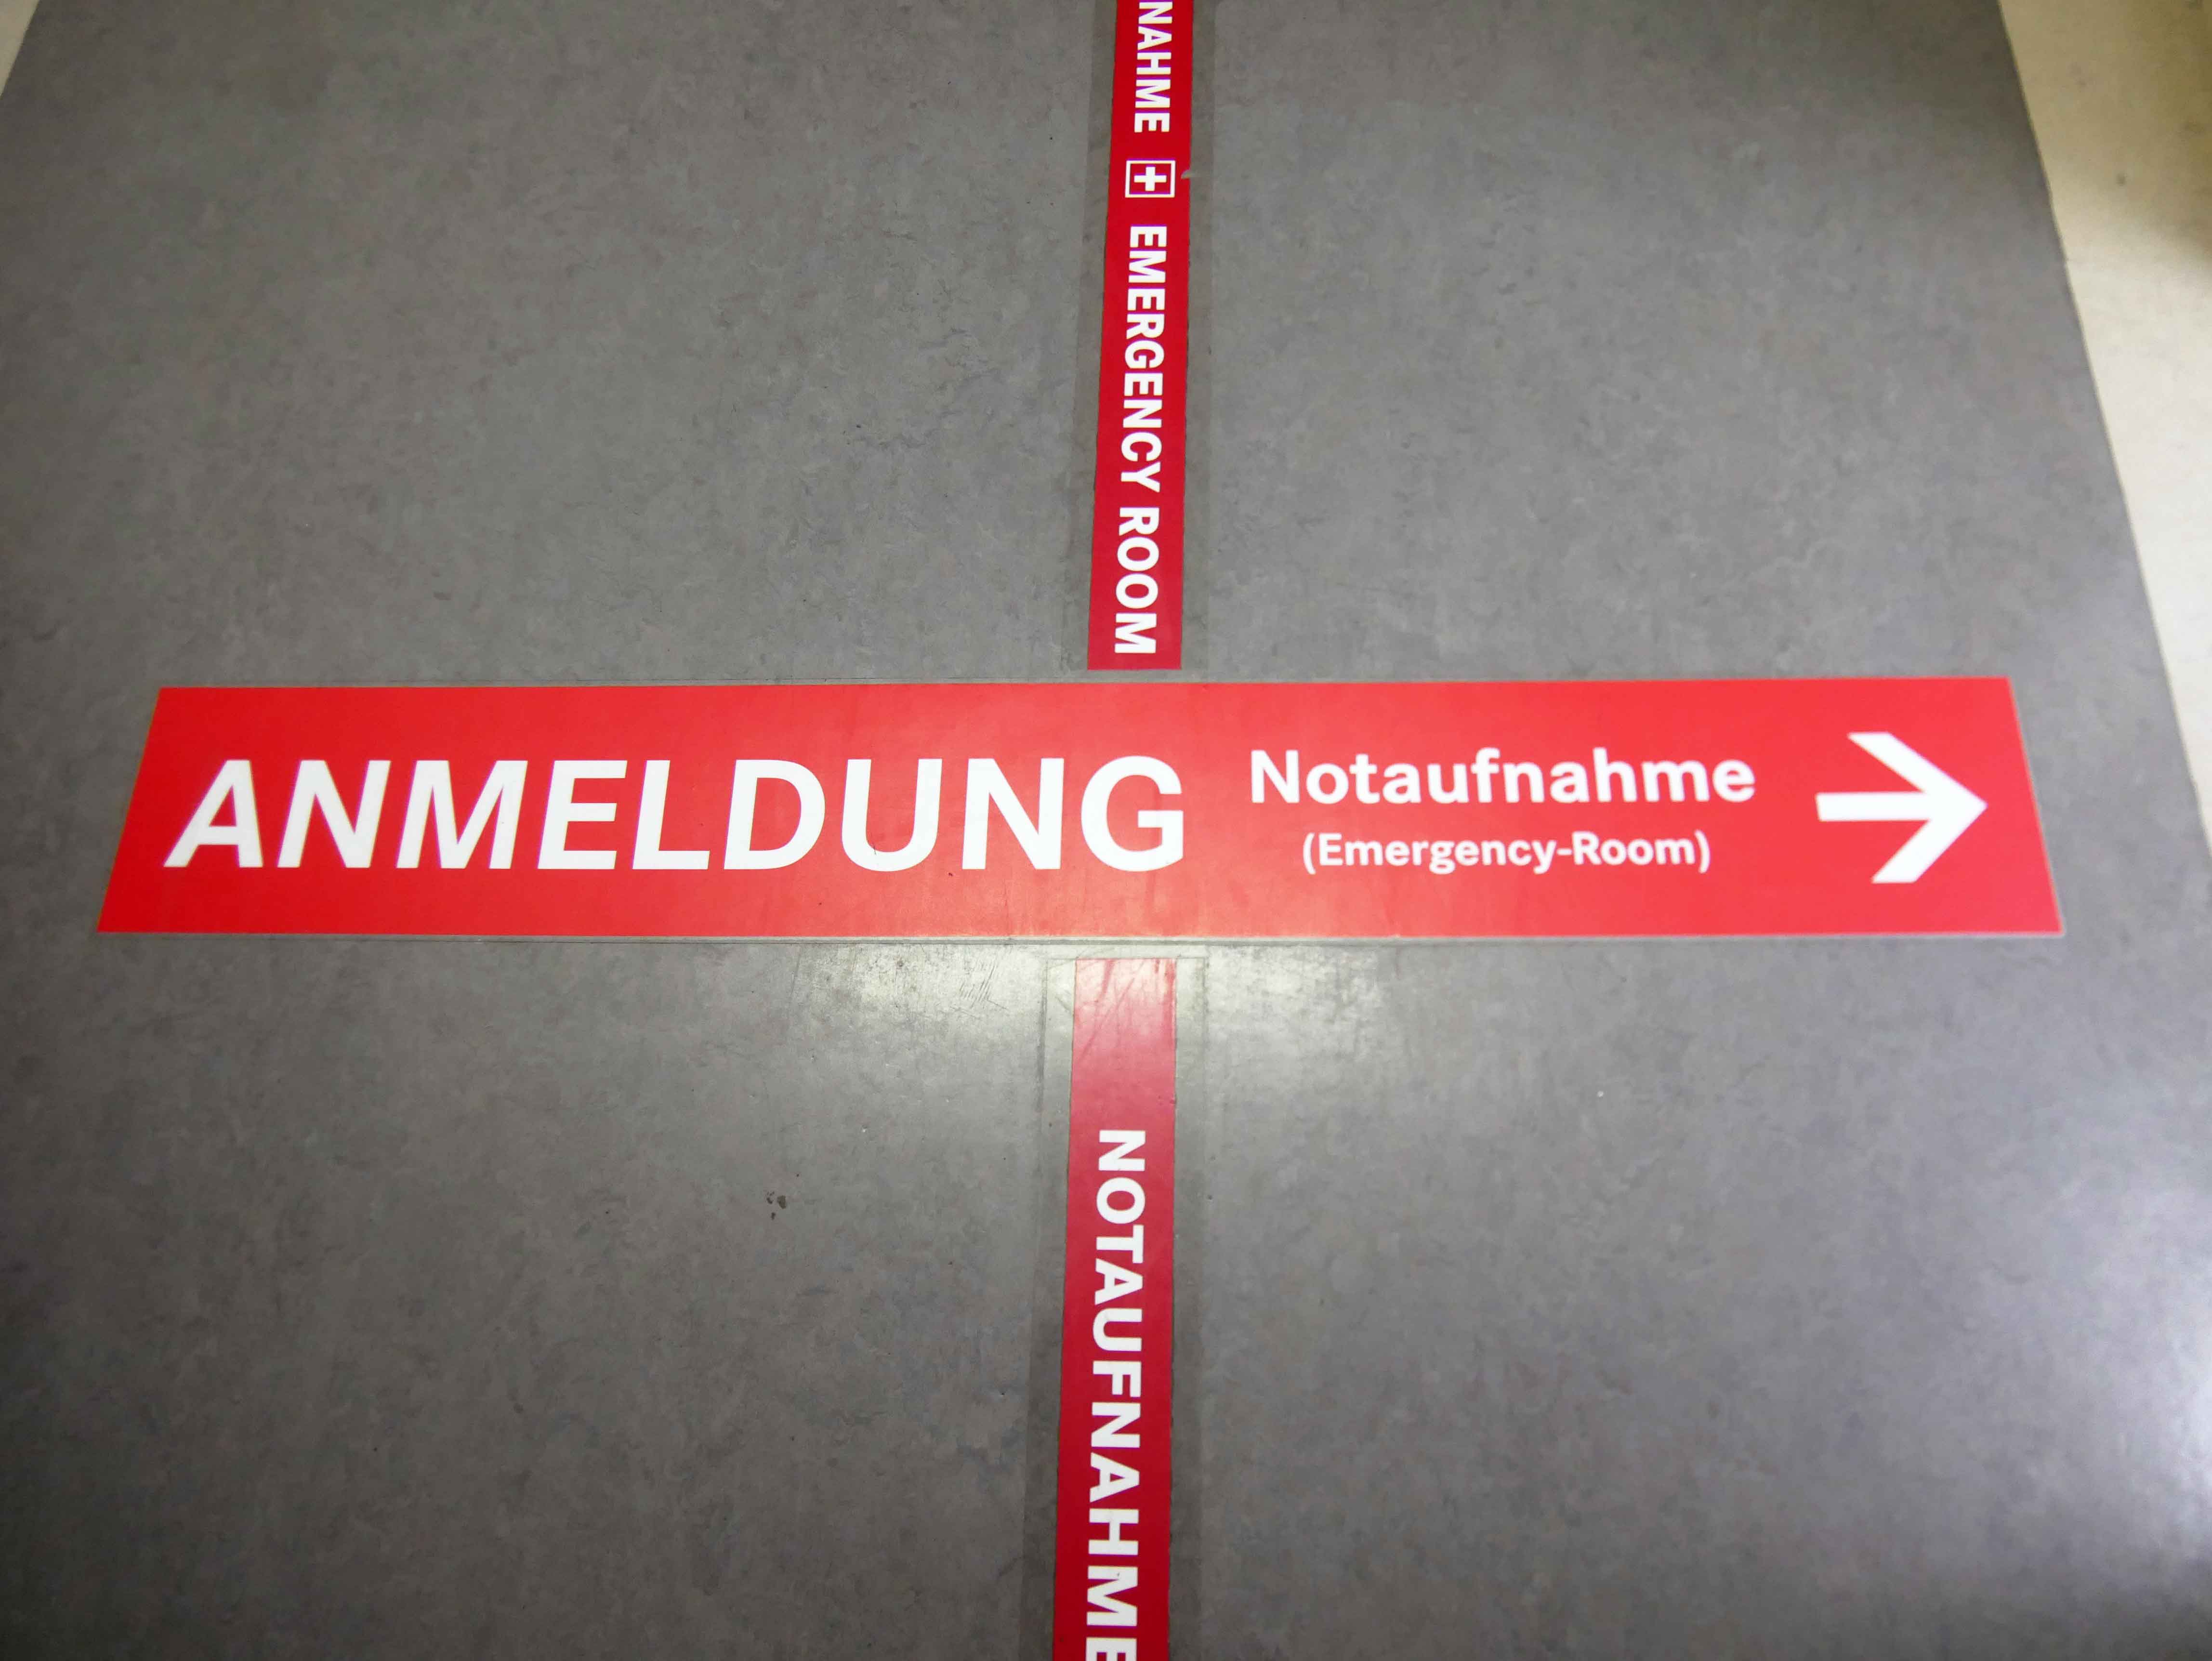 NAHME
EMERGENCY ROOM
ANMELDUNG
Notaufnahme
(Emergency-Room)
NOTAUFNAHME